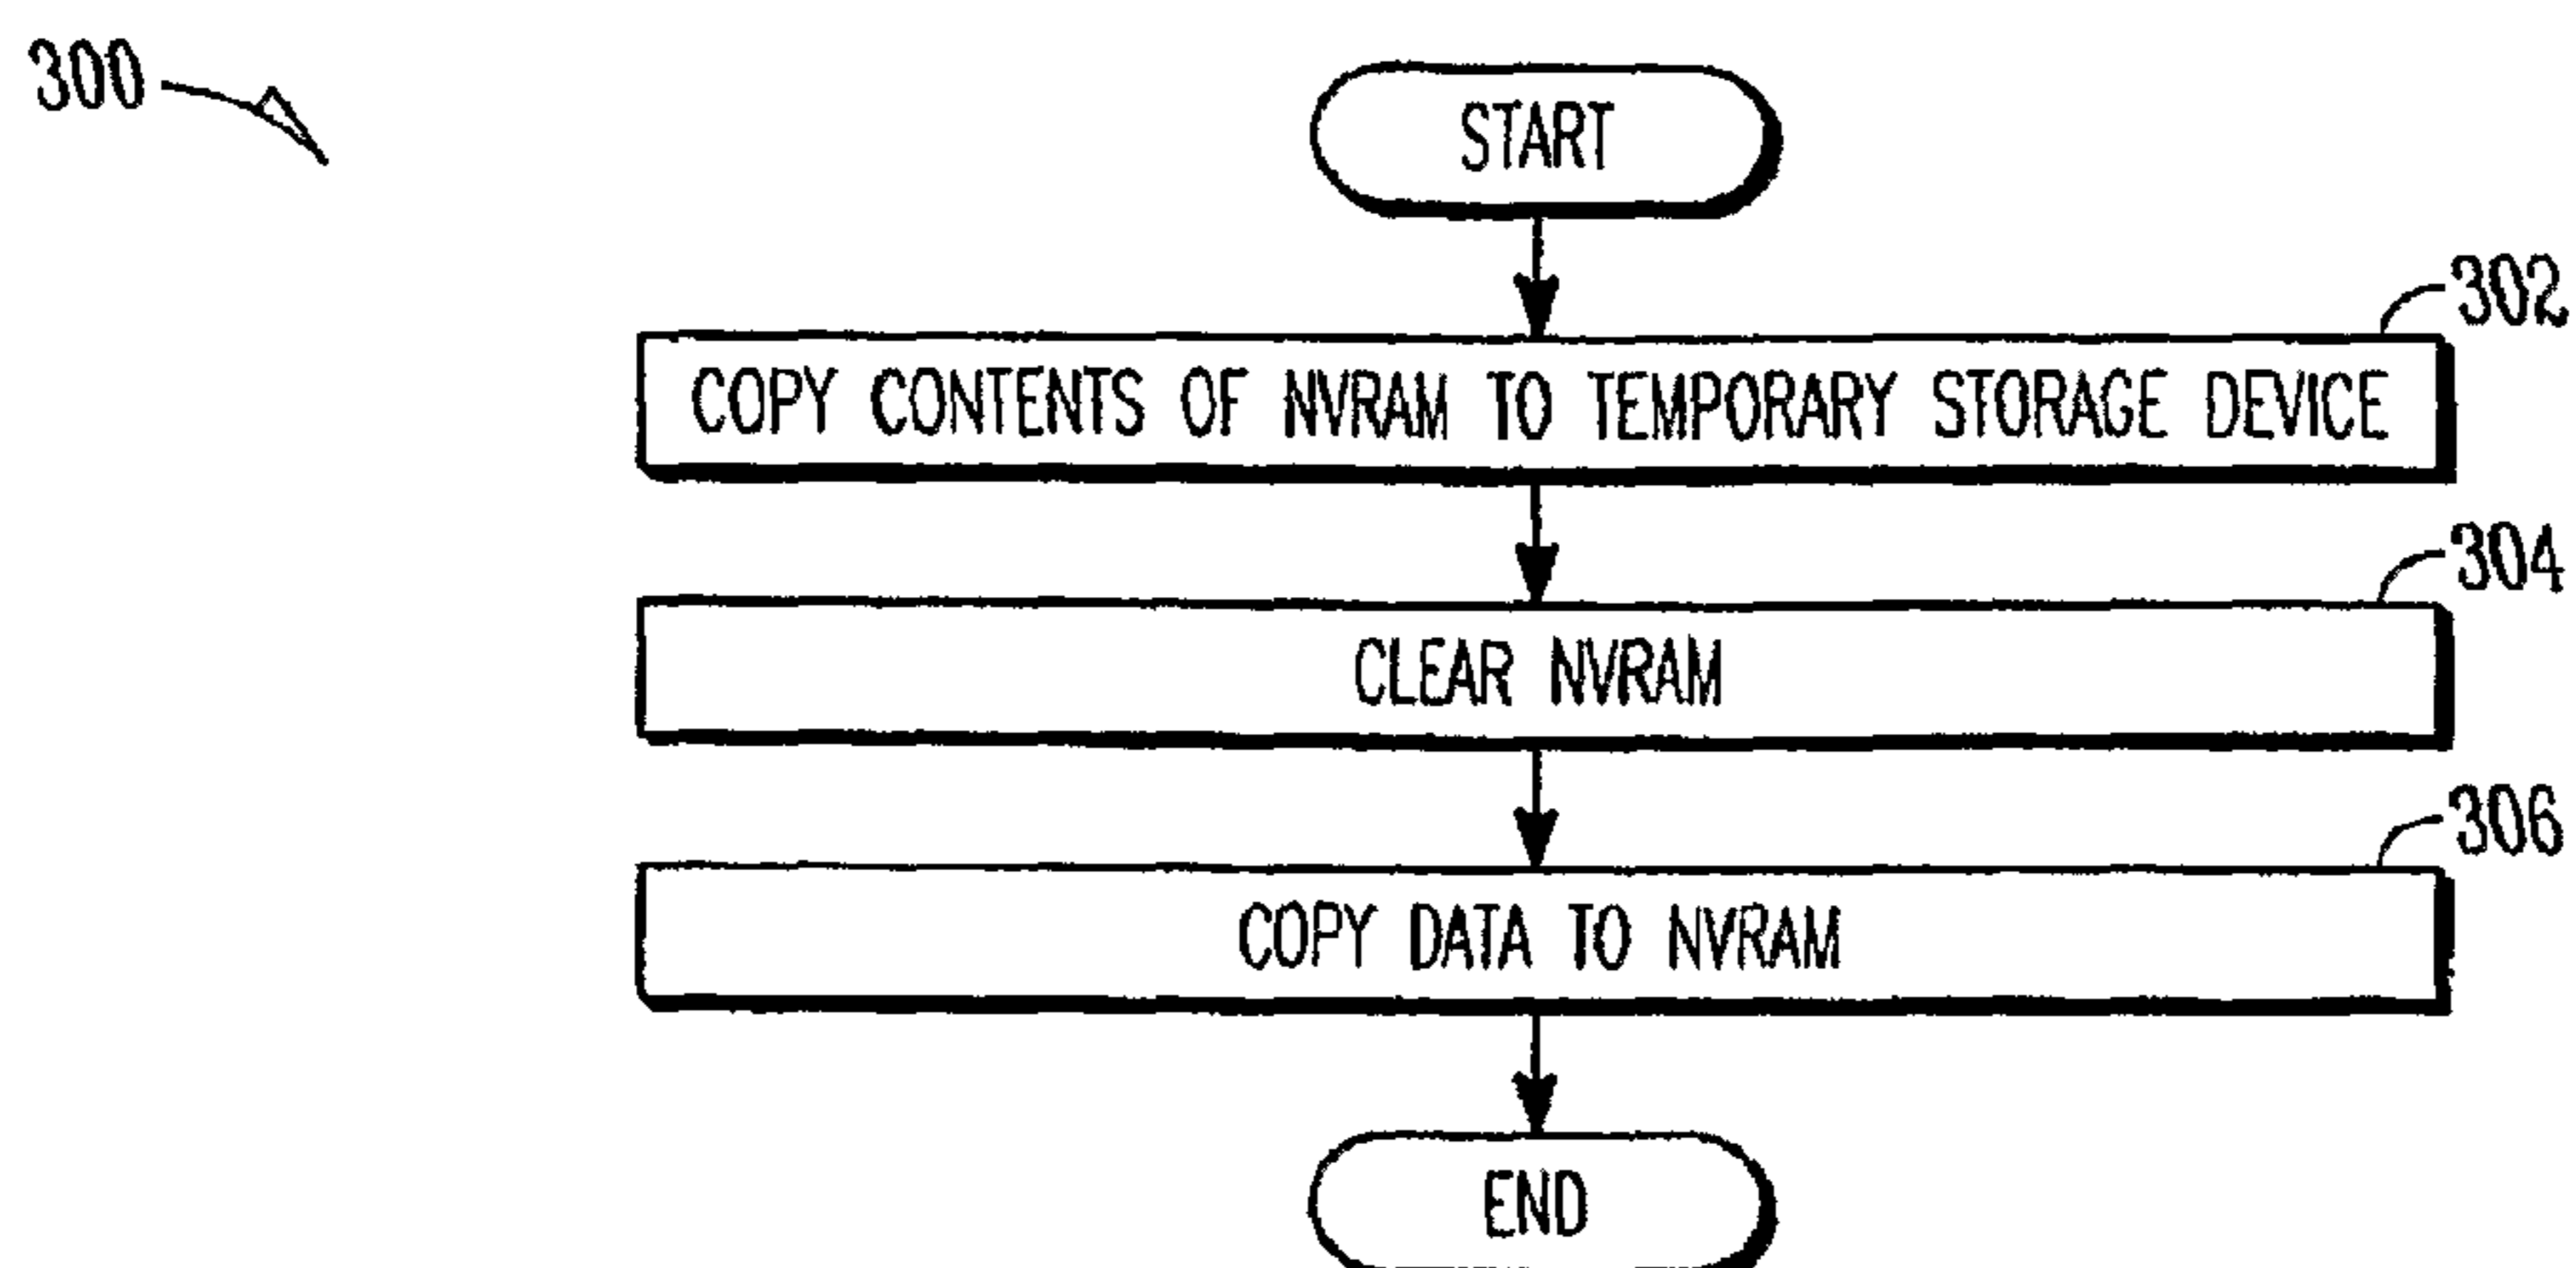 300
START
302
COPY CONTENTS OF NVRAM TO TEMPORARY STORAGE DEVICE
304
CLEAR NVRAM
306
COPY DATA TO NVRAM
END